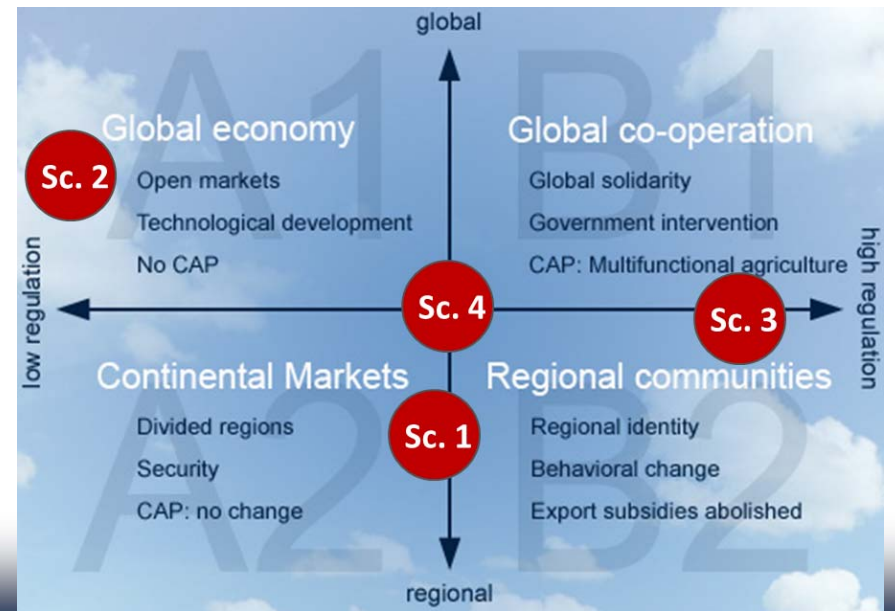 global
A1
B1
Global economy
Open markets
Technological development
No CAP
Global co-operation
Global solidarity
Government intervention
CAP: Multifunctional agriculture
Sc. 2
low regulation
Sc. 4
Sc. 3
high regulation
A2
B2
Continental Markets
Divided regions
Security
CAP: no change
Sc. 1
Regional communities
Regional identity
Behavioral change
Export subsidies abolished
regional